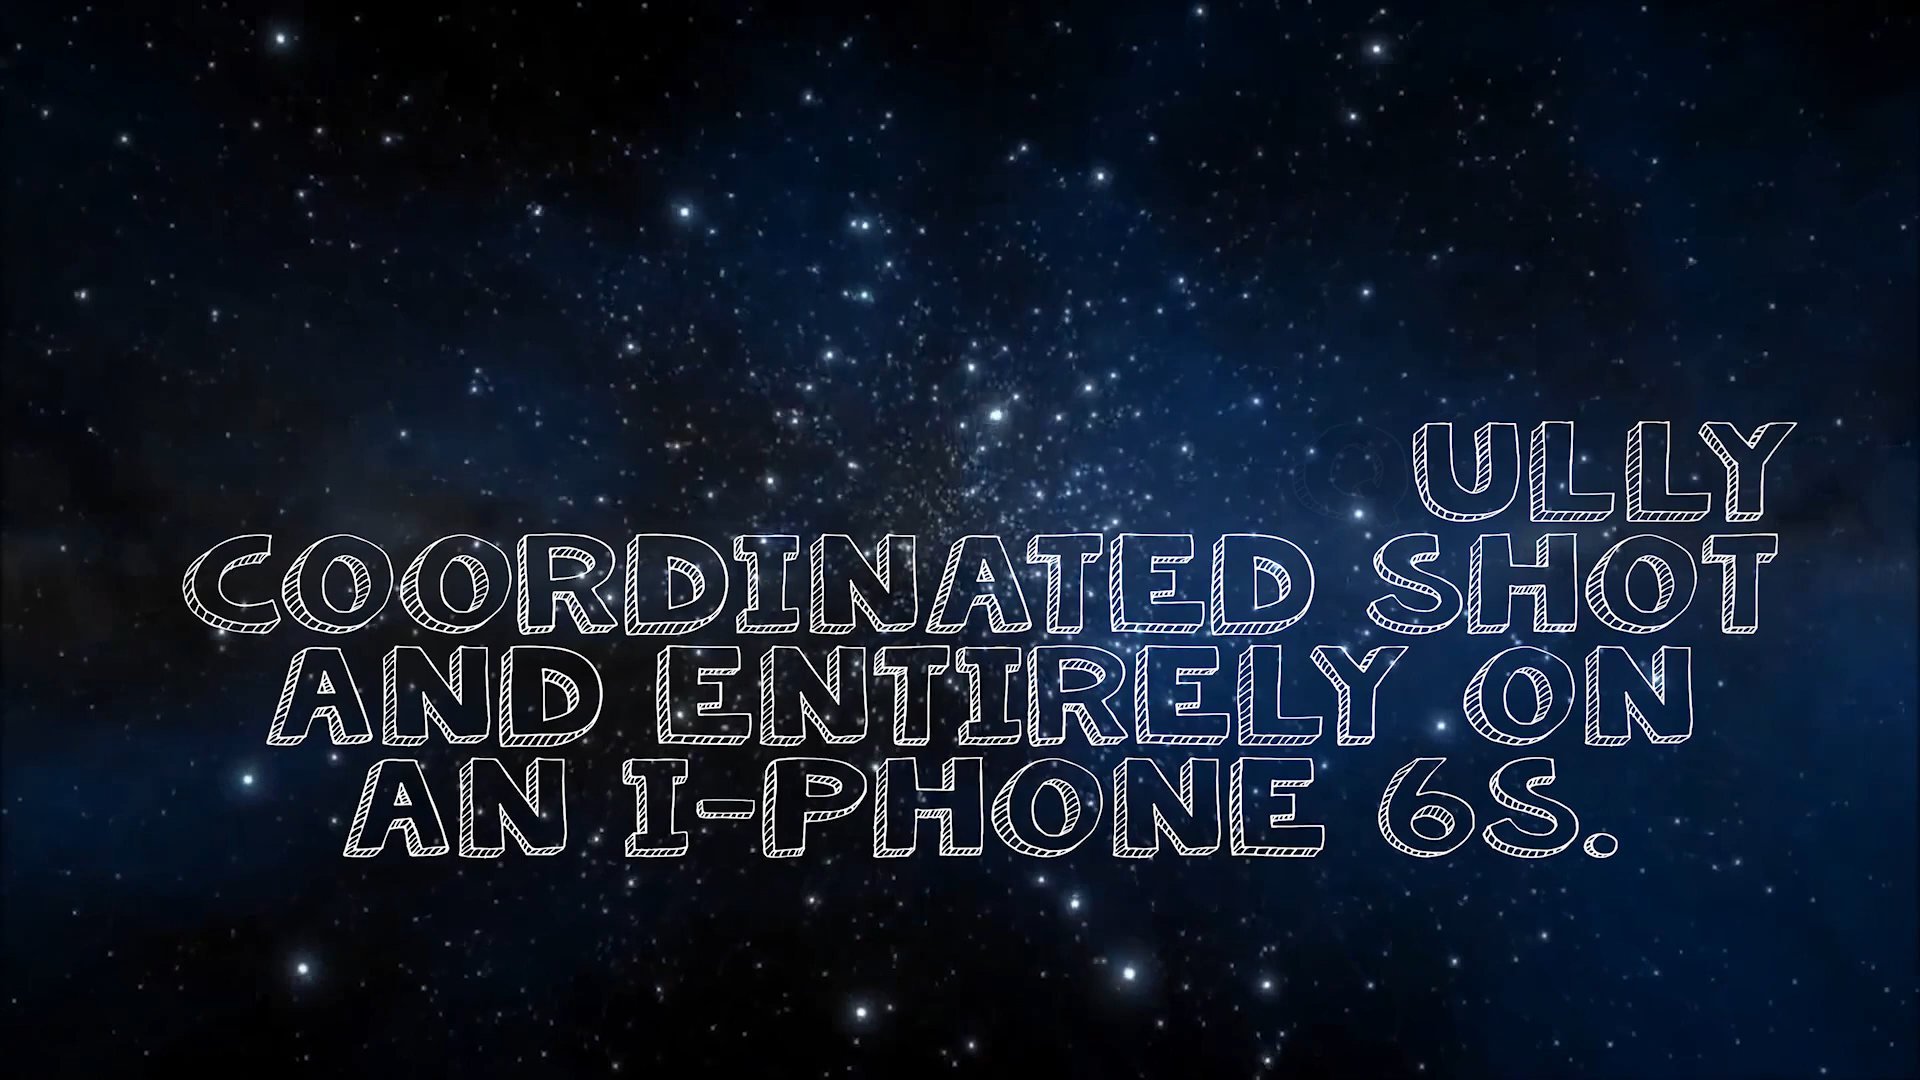 ULLY
COORDINATED SHOT
AND ENTIRELY ON
AN I-PHONE 6S.